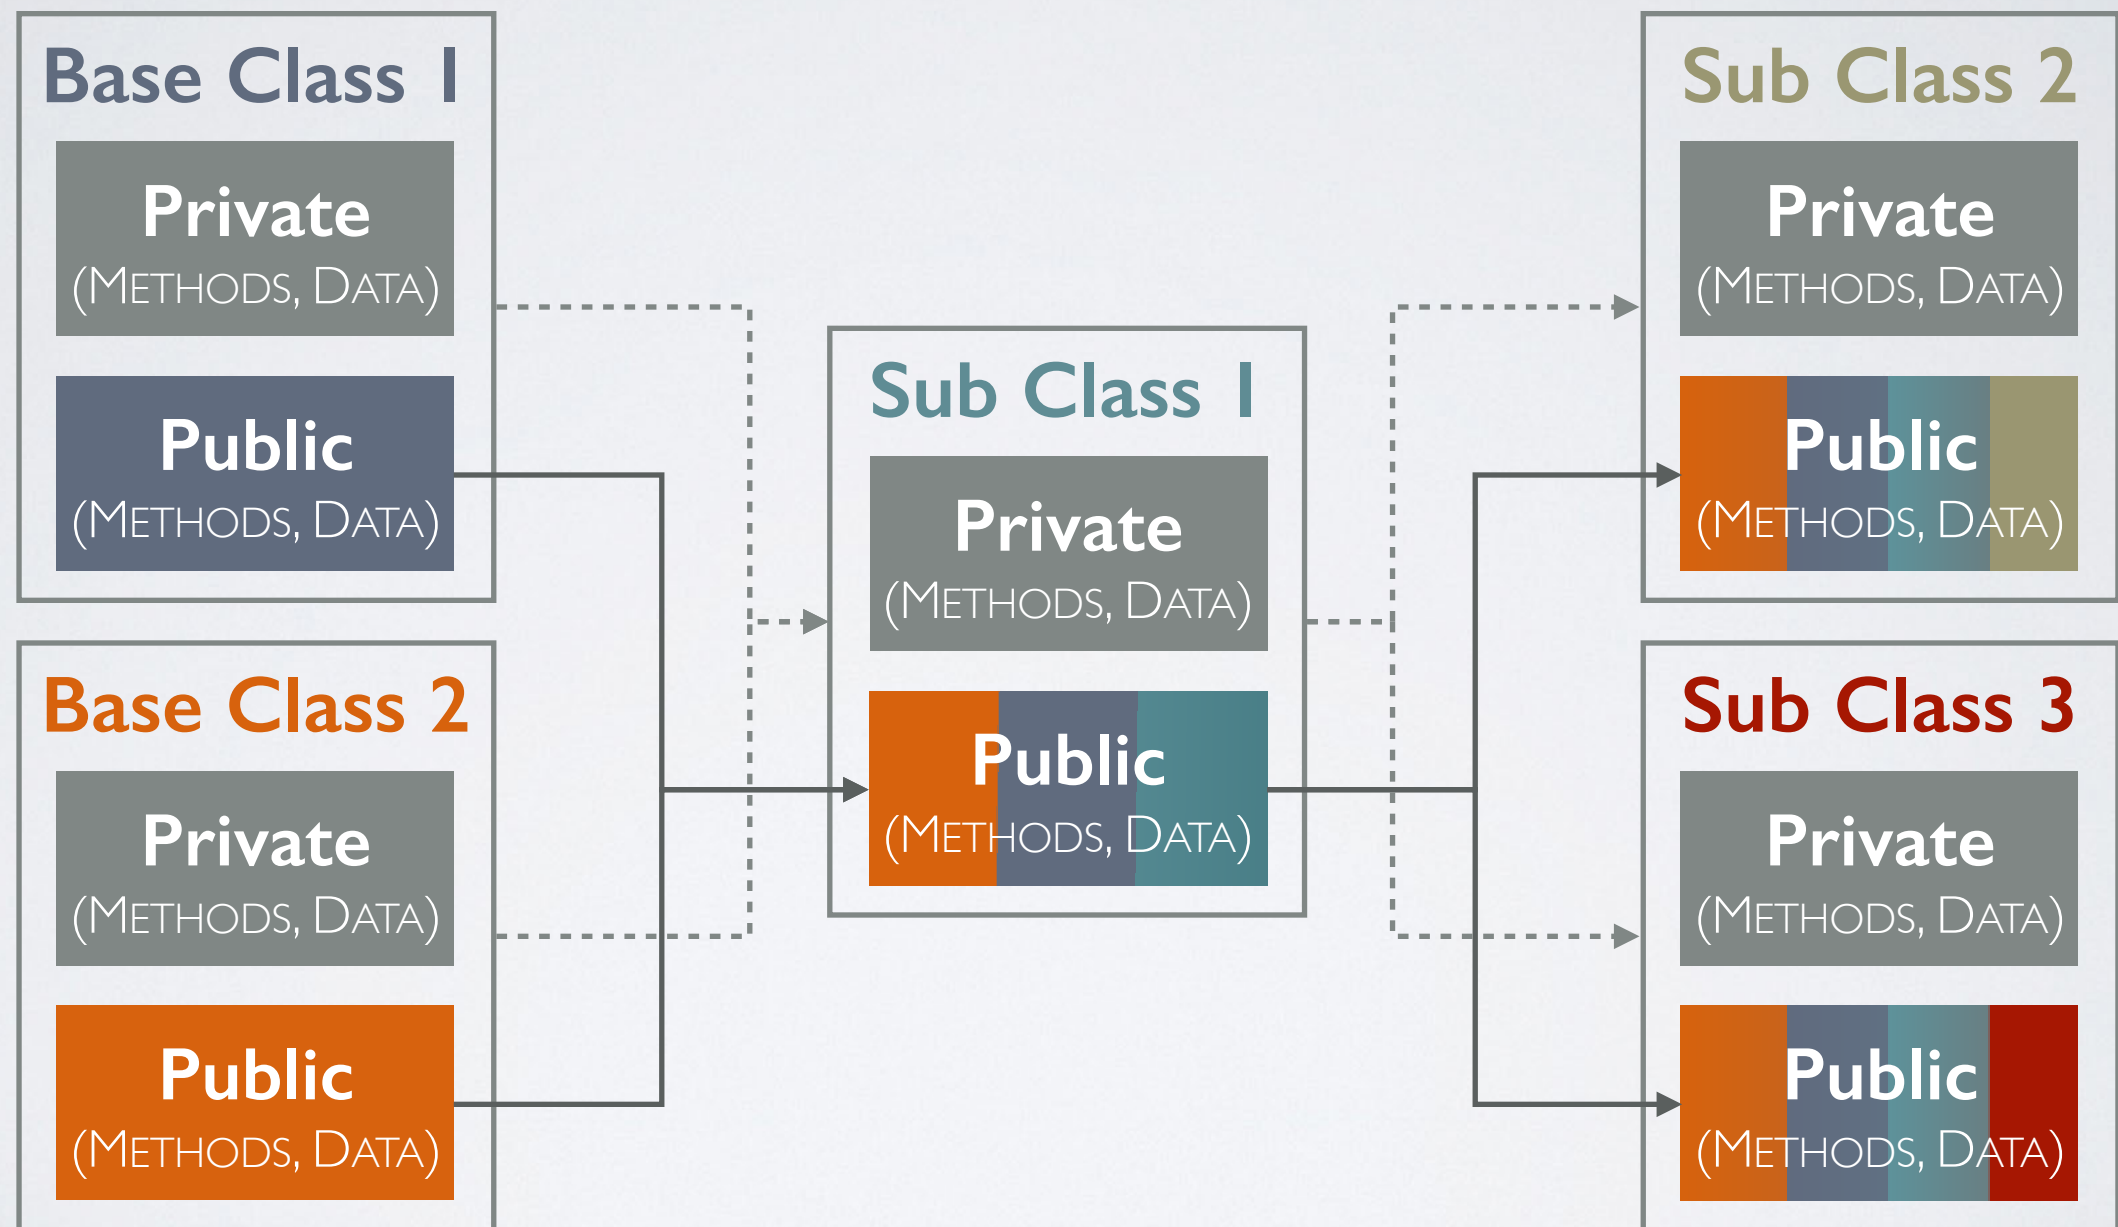 Base Class 1
Private
(METHODS, DATA)
Public
(METHODS, DATA)
Base Class 2
Private
(METHODS, DATA)
Public
(METHODS, DATA)
Sub Class 1
Private
(METHODS, DATA)
Public
(METHODS, DATA)
Sub Class 2
Private
(METHODS, DATA)
Public
(METHODS, DATA)
Sub Class 3
Private
(METHODS, DATA)
Public
(METHODS, DATA)